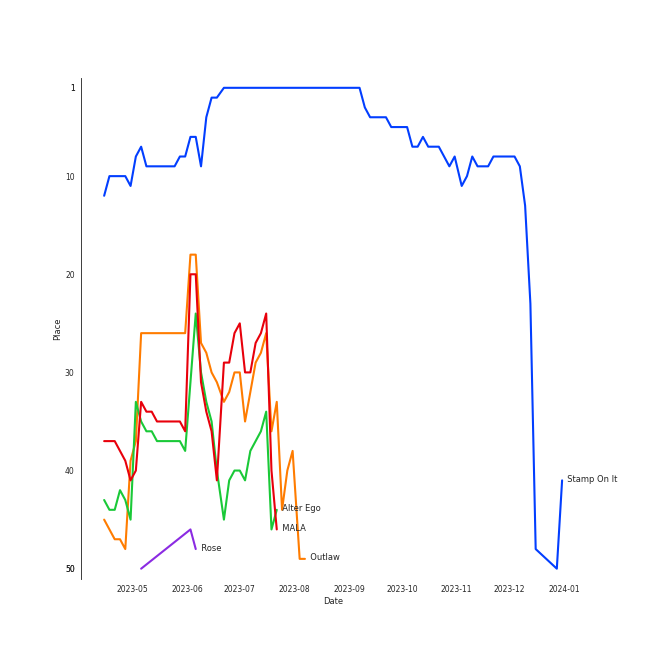 1
10
20
30
40
50
Place
Stamp On It
Alter Ego
MALA
Rose
Outlaw
2023-05
2023-06
2023-07
2023-08
2023-09
2023-10
2023-11
2023-12
2024-01
Date